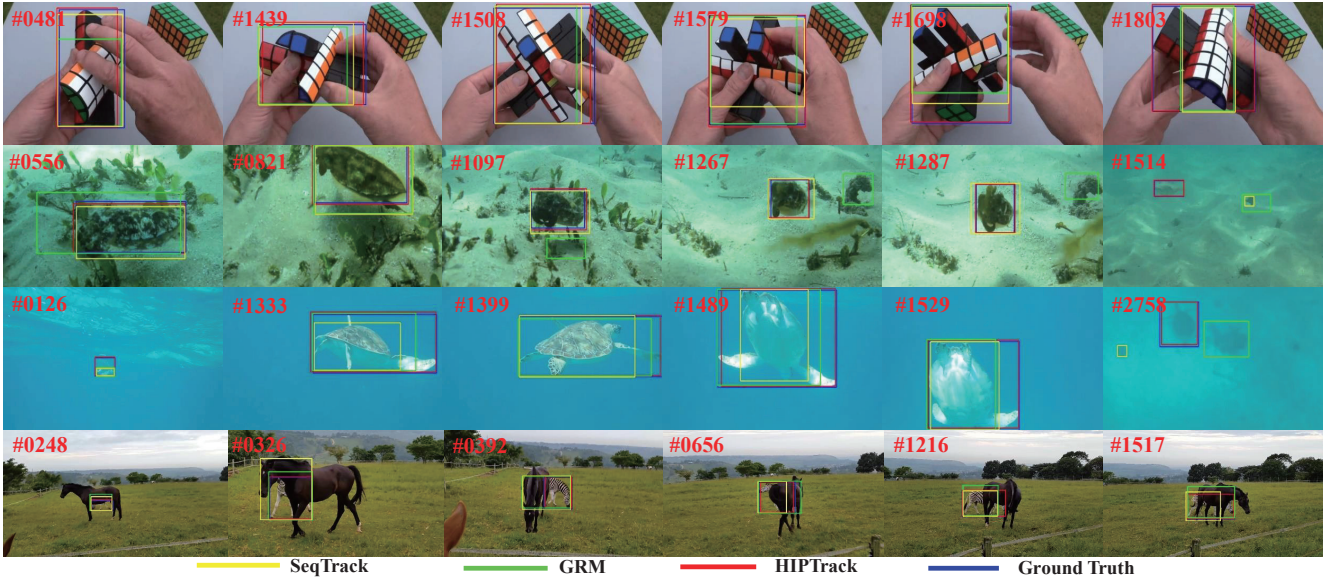 #0481 #1439 #1508 #1579 #1698 #1803
#0556 #0821 #1097 #1267 #1287 #1514
#0126 #1333 #1399 #1489 #1529 #2758
#0248 #0326 #0392 #0656 #1216 #1517
SeqTrack GRM HIPTrack Ground Truth